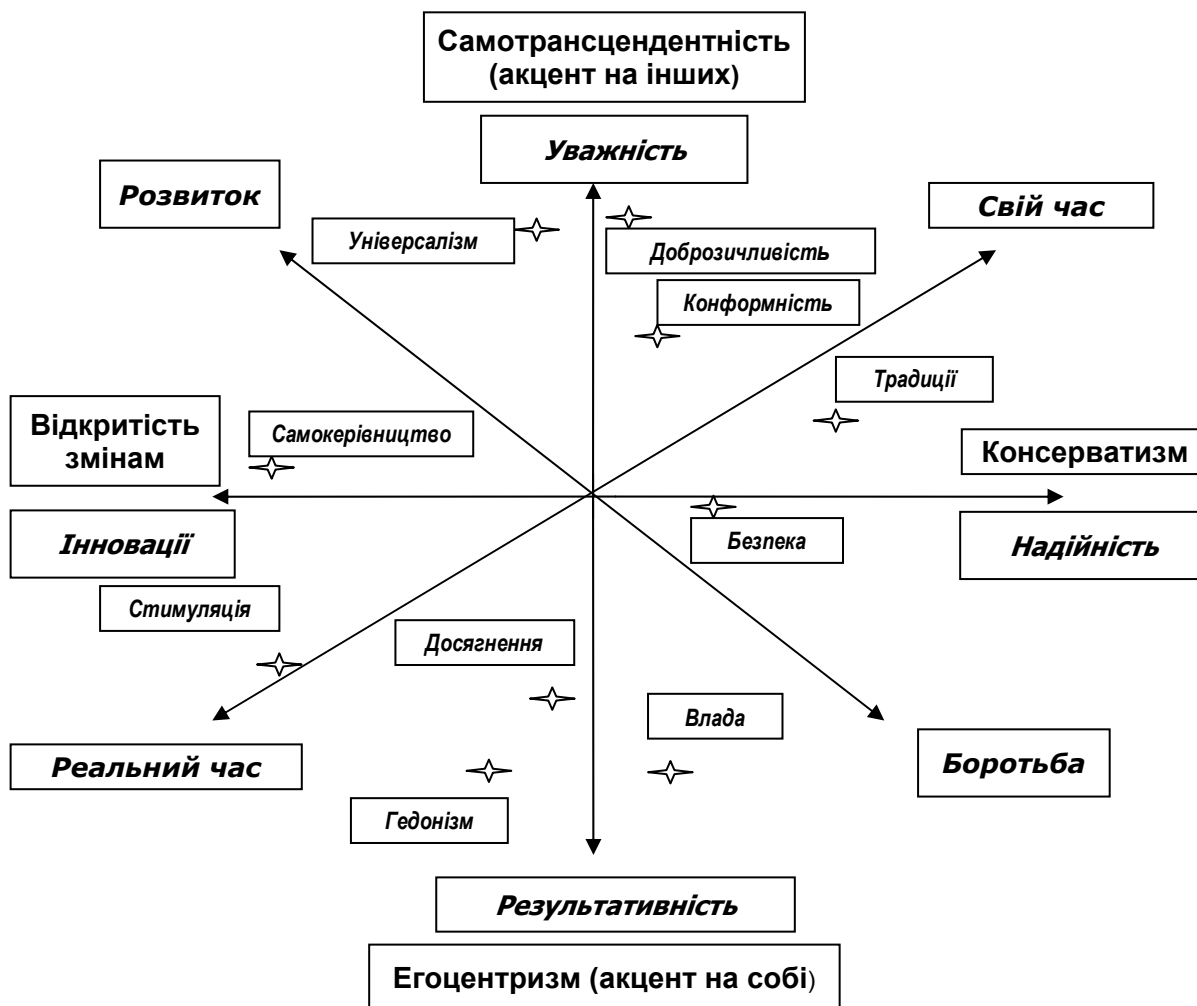 Самотрансцендентність
(акцент на інших)
Уважність
Розвиток
Свій час
Універсалізм
Доброзичливість
Конформність
Традиції
Відкритість
змінам
Самокерівництво
Консерватизм
Інновації
Безпека
Надійність
Стимуляція
Досягнення
Влада
Реальний час
Боротьба
Гедонізм
Результативність
Егоцентризм (акцент на собі)